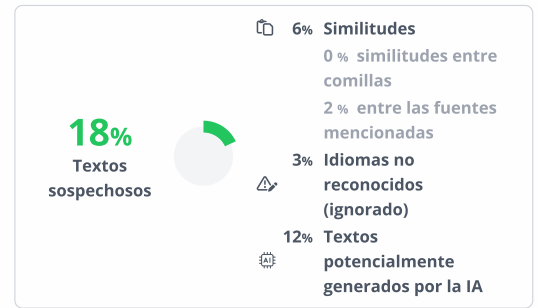 18%
Textos
sospechosos
6% Similitudes
0 % similitudes entre
comillas
2 % entre las fuentes
mencionadas
3% Idiomas no
reconocidos
(ignorado)
12% Textos
AI
potencialmente
generados por la IA